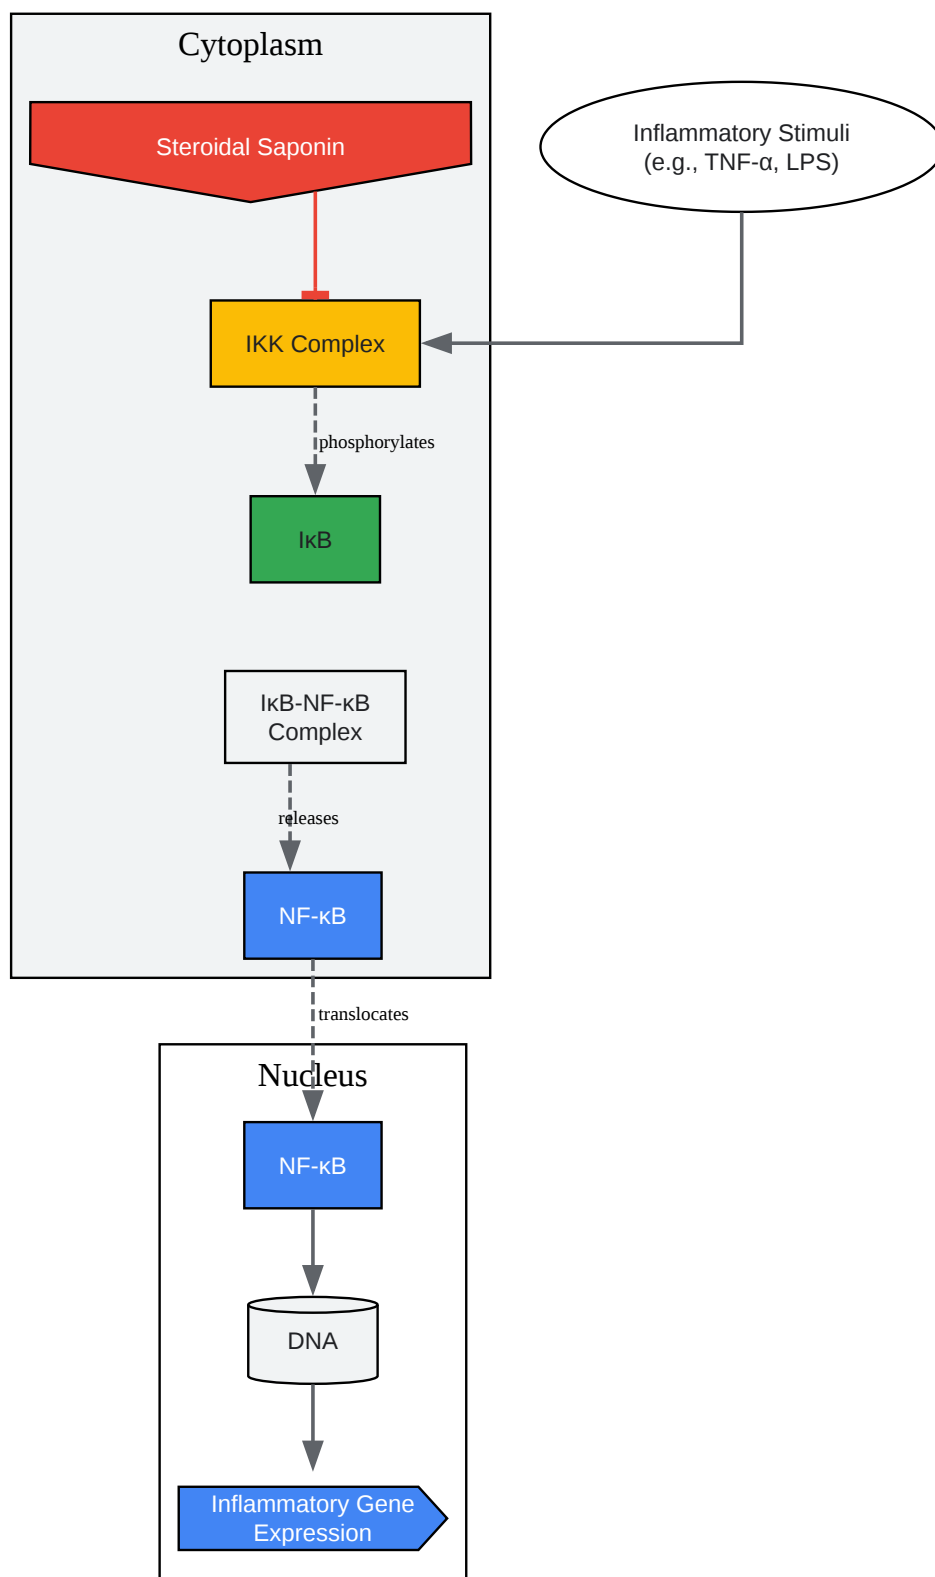 Cytoplasm
Steroidal Saponin
Inflammatory Stimuli
(e.g., TNF-α, LPS)
IKK Complex
phosphorylates
IκB
IκB-NF-κB
Complex
releases
NF-κB
translocates
Nucleus
NF-κB
DNA
Inflammatory Gene
Expression